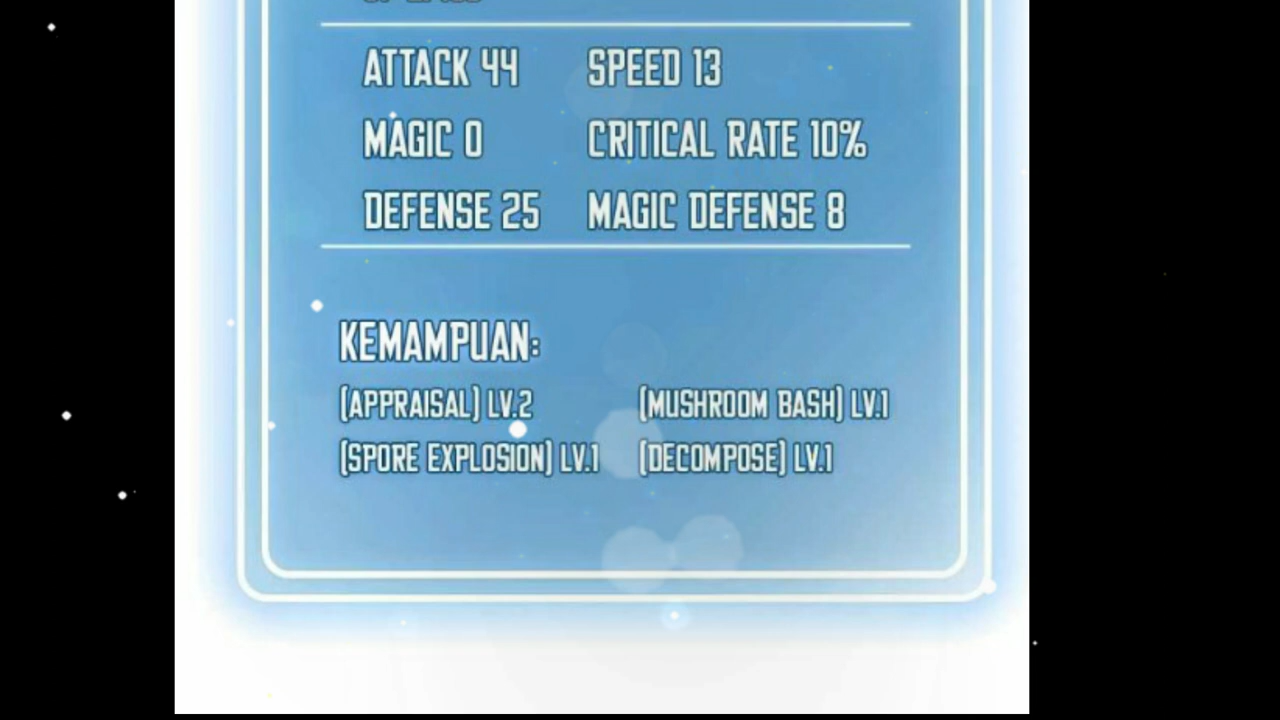 ATTACK 44 SPEED 13
MAGIC 0 CRITICAL RATE 10%
DEFENSE 25 MAGIC DEFENSE 8
KEMAMPUAN:
[APPRAISAL] LV.2 [MUSHROOM BASH] LV.1
[SPORE EXPLOSION] LV.1 [DECOMPOSE] LV.1